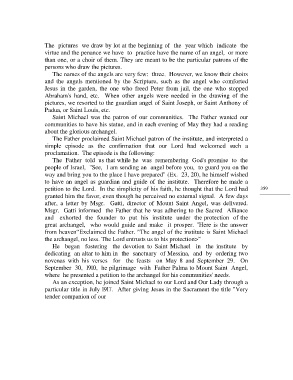 The pictures we draw by lot at the beginning of the year which indicate the
virtue and the penance we have to practice have the name of an angel, or more
than one, or a choir of them. They are meant to be the particular patrons of the
persons who draw the pictures.
The names of the angels are very few: three. However, we know their choirs
and the angels mentioned by the Scripture, such as the angel who comforted
Jesus in the garden, the one who freed Peter from jail, the one who stopped
Abraham's hand, etc. When other angels were needed in the drawing of the
pictures, we resorted to the guardian angel of Saint Joseph, or Saint Anthony of
Padua, or Saint Louis, etc.
Saint Michael was the patron of our communities. The Father wanted our
communities to have his statue, and in each evening of May they had a reading
about the glorious archangel.
The Father proclaimed Saint Michael patron of the institute, and interpreted a
simple episode as the confirmation that our Lord had welcomed such a
proclamation. The episode is the following:
The Father told us that while he was remembering God's promise to the
people of Israel, "See, I am sending an angel before you, to guard you on the
way and bring you to the place I have prepared" (Ex. 23, 20), he himself wished
to have an angel as guardian and guide of the institute. Therefore he made a
petition to the Lord. In the simplicity of his faith, he thought that the Lord had
granted him the favor, even though he perceived no external signal. A few days
after, a letter by Msgr. Gatti, director of Mount Saint Angel, was delivered.
Msgr. Gatti informed the Father that he was adhering to the Sacred Alliance
and exhorted the founder to put his institute under the protection of the
great archangel, who would guide and make it prosper. "Here is the answer
from heaven" Exclaimed the Father. "The angel of the institute is Saint Michael
the archangel, no less. The Lord entrusts us to his protections"
He began fostering the devotion to Saint Michael in the institute by
dedicating an altar to him in the sanctuary of Messina, and by ordering two
novenas with his verses for the feasts on May 8 and September 29. On
September 30, 1910, he pilgrimage with Father Palma to Mount Saint Angel,
where he presented a petition to the archangel for his communities' needs.
As an exception, he joined Saint Michael to our Lord and Our Lady through a
particular title in July 1917. After giving Jesus in the Sacrament the title "Very
tender companion of our